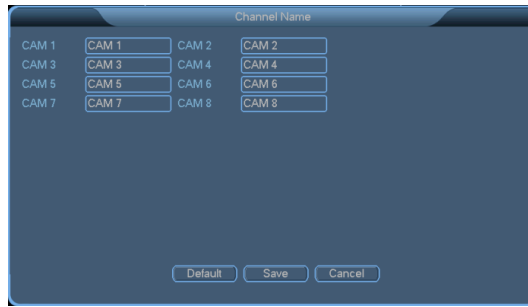 Channel Name
CAM 1 CAM 1 CAM 2 CAM 2
CAM 3 CAM 3 CAM 4 CAM 4
CAM 5 CAM 5 CAM 6 CAM 6
CAM 7 CAM 7 CAM 8 CAM 8
Default Save Cancel